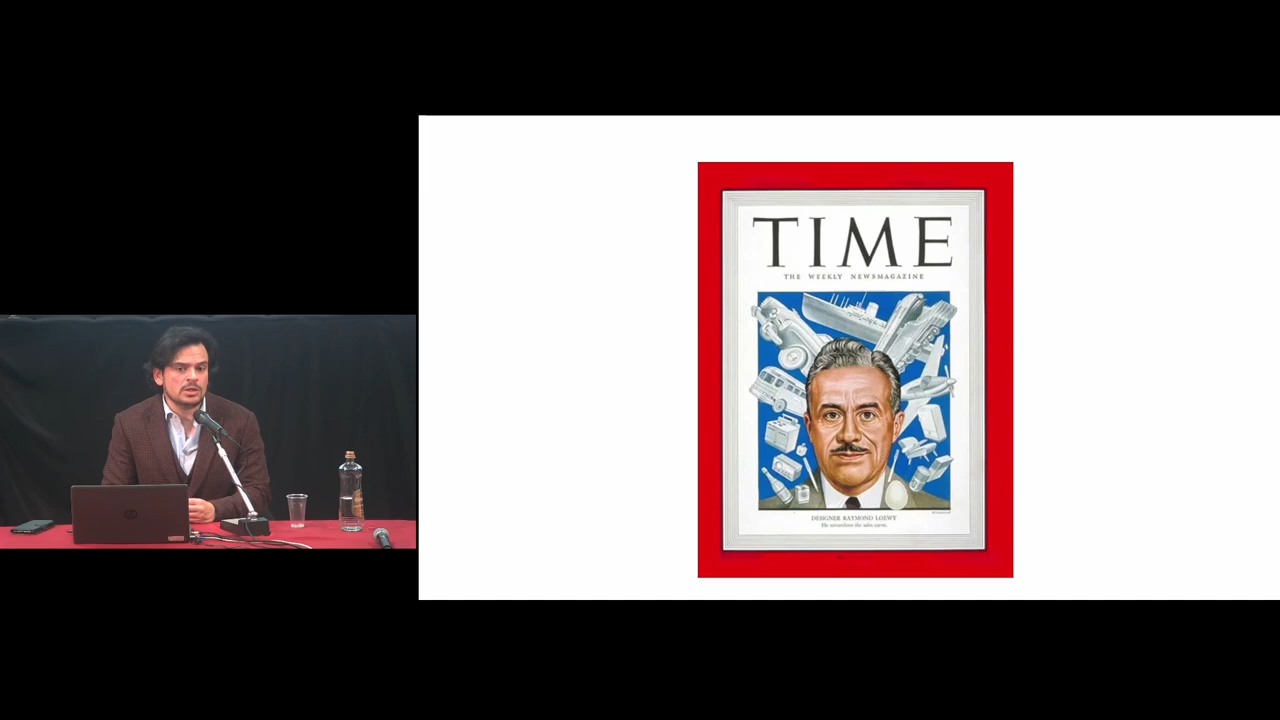 TIME
THE WEEKLY NEWSMAGAZINE
DESIGNER RAYMOND LOEWY
He streamlines the sales curve.